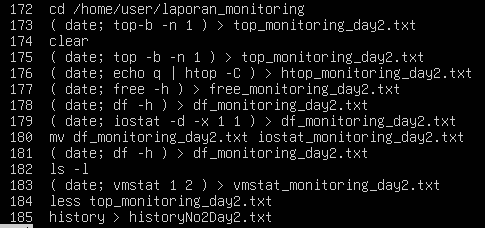 172 cd /home/user/laporan_monitoring
173 ( date; top-b -n 1 ) > top_monitoring_day2.txt
174 clear
175 ( date; top -b -n 1 ) > top_monitoring_day2.txt
176 ( date; echo q | htop -C ) > htop_monitoring_day2.txt
177 ( date; free -h ) > free_monitoring_day2.txt
178 ( date; df -h ) > df_monitoring_day2.txt
179 ( date; iostat -d -x 1 1 ) > df_monitoring_day2.txt
180 mv df_monitoring_day2.txt iostat_monitoring_day2.txt
181 ( date; df -h ) > df_monitoring_day2.txt
182 ls -l
183 ( date; vmstat 1 2 ) > vmstat_monitoring_day2.txt
184 less top_monitoring_day2.txt
185 history > historyNo2Day2.txt